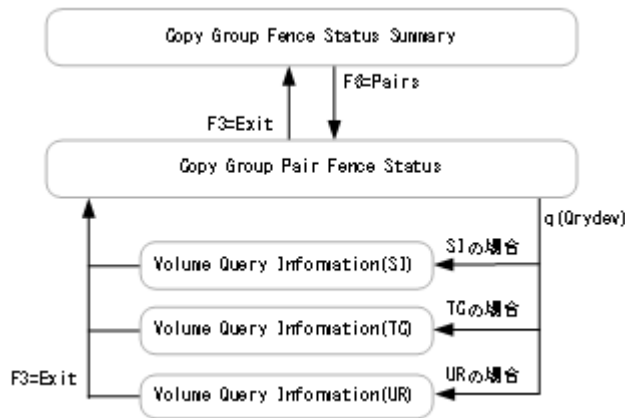 Copy Group Fence Status Summary
F8=Pairs
F3=Exit
Copy Group Pair Fence Status
q(Qrydev)
SIの場合
Volume Query Information(SI)
TCの場合
Volume Query Information(TC)
URの場合
F3=Exit
Volume Query Information(UR)